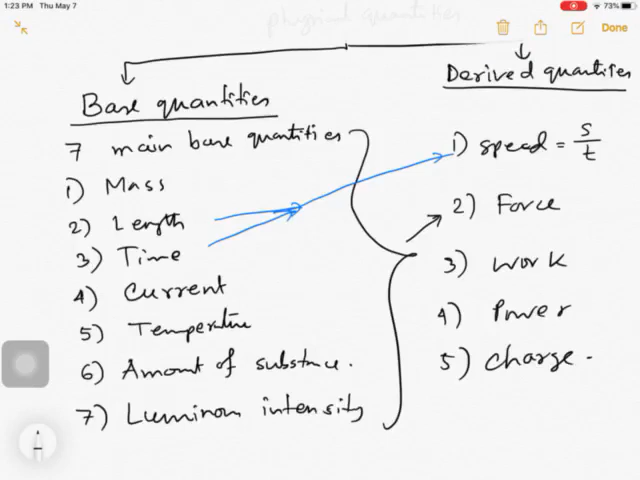 1:23 PM Thu May 7
73%
physical quantities
Done
Base quantities
7 main base quantities
1) Mass
2) Length
3) Time
4) Current
5) Temperature
6) Amount of substance.
7) Luminous intensity
Derived quantities
1) speed = s/t
2) Force
3) work
4) Power
5) charge.